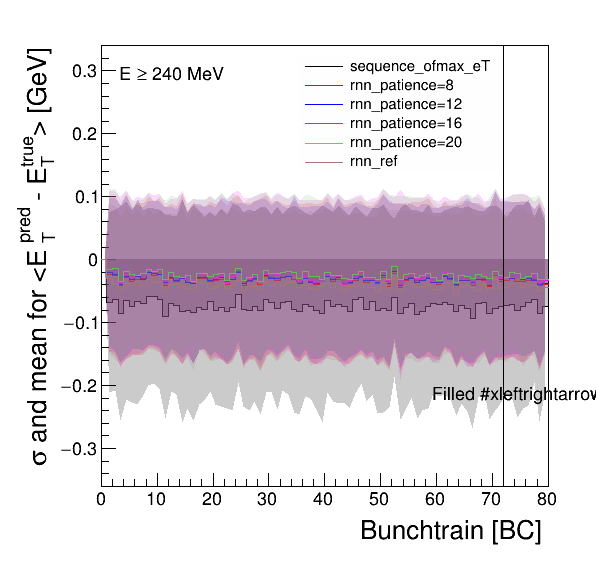 E ≥ 240 MeV
sequence_ofmax_eT
rnn_patience=8
rnn_patience=12
rnn_patience=16
rnn_patience=20
rnn_ref
σ and mean for <E_T^pred - E_T^true> [GeV]
0.3
0.2
0.1
0
−0.1
−0.2
−0.3
Filled #xleftrightarrow
0 10 20 30 40 50 60 70 80
Bunchtrain [BC]